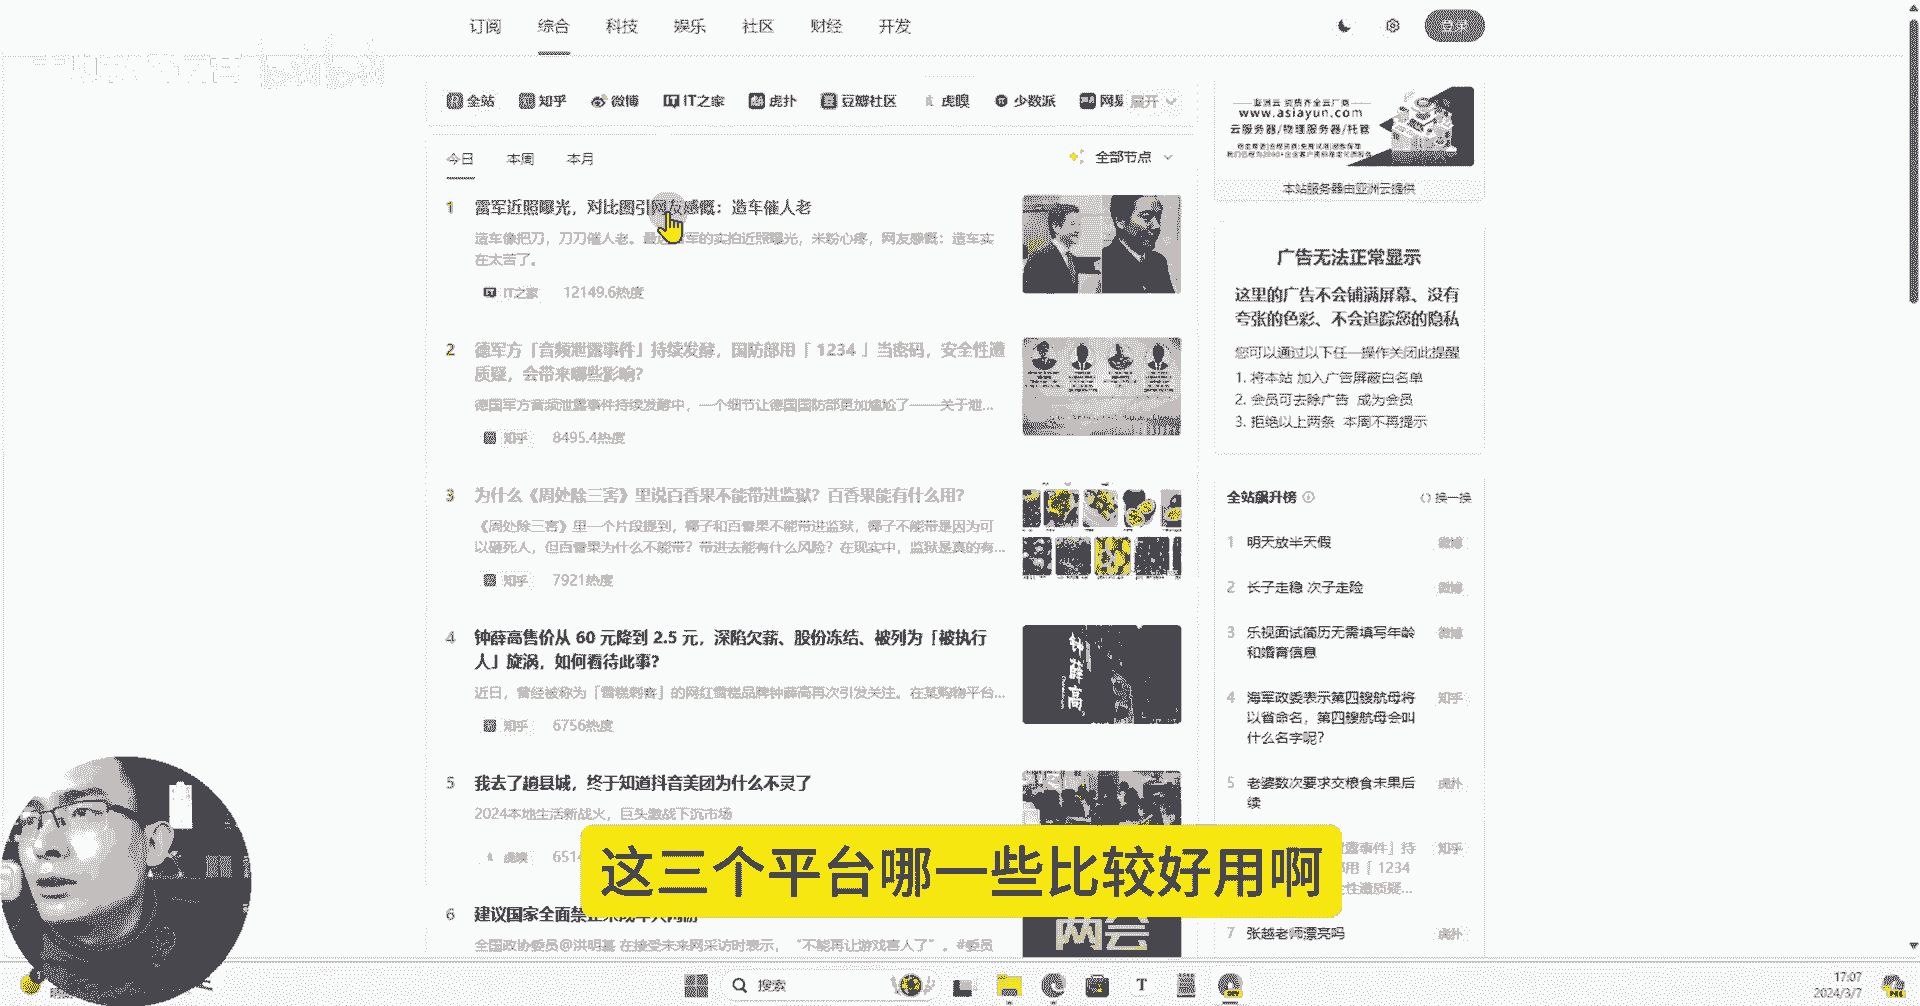 订阅 综合 科技 娱乐 社区 财经 开发
登录
全站 知乎 微博 IT之家 虎扑 豆瓣社区 虎嗅 少数派 网易 展开
今日 本周 本月
全部节点
1 雷军近照曝光，对比图引网友感慨：造车催人老
造车像把刀，刀刀催人老。最近雷军的实拍近照曝光，米粉心疼，网友感慨：造车实
在太苦了。
IT之家 12149.6热度
2 德军方「音频泄露事件」持续发酵，国防部用「 1234 」当密码，安全性遭
质疑，会带来哪些影响？
德国军方音频泄露事件持续发酵中，一个细节让德国国防部更加尴尬了——关于泄...
知乎 8495.4热度
3 为什么《周处除三害》里说百香果不能带进监狱？百香果能有什么用？
《周处除三害》里一个片段提到，椰子和百香果不能带进监狱，椰子不能带是因为可
以砸死人，但百香果为什么不能带？带进去能有什么风险？在现实中，监狱是真的有...
知乎 7921热度
4 钟薛高售价从 60 元降到 2.5 元，深陷欠薪、股份冻结、被列为「被执行
人」旋涡，如何看待此事？
近日，曾经被称为「雪糕刺客」的网红雪糕品牌钟薛高再次引发关注。在某购物平台...
钟薛高
知乎 6756热度
5 我去了趟县城，终于知道抖音美团为什么不灵了
2024本地生活新战火，巨头激战下沉市场
虎嗅 6514
6 建议国家全面禁止未成年人网游
全国政协委员@洪明基 在接受未来网采访时表示，“不能再让游戏害人了”。#委员
两会
亚洲云 资质齐全云厂商
www.asiayun.com
云服务器/物理服务器/托管
本站服务器由亚洲云提供
广告无法正常显示
这里的广告不会铺满屏幕、没有
夸张的色彩、不会追踪您的隐私
您可以通过以下任一操作关闭此提醒
1. 将本站 加入广告屏蔽白名单
2. 会员可去除广告 成为会员
3. 拒绝以上两条 本周不再提示
全站飙升榜 换一换
1 明天放半天假 微博
2 长子走稳 次子走险 微博
3 乐视面试简历无需填写年龄 微博
和婚育信息
4 海军政委表示第四艘航母将 知乎
以省命名，第四艘航母会叫
什么名字呢？
5 老婆数次要求交粮食未果后 虎扑
续
露事件」持 知乎
用「 1234
全性遭质疑...
7 张越老师漂亮吗 虎扑
这三个平台哪一些比较好用啊
搜索
17:07
2024/3/7